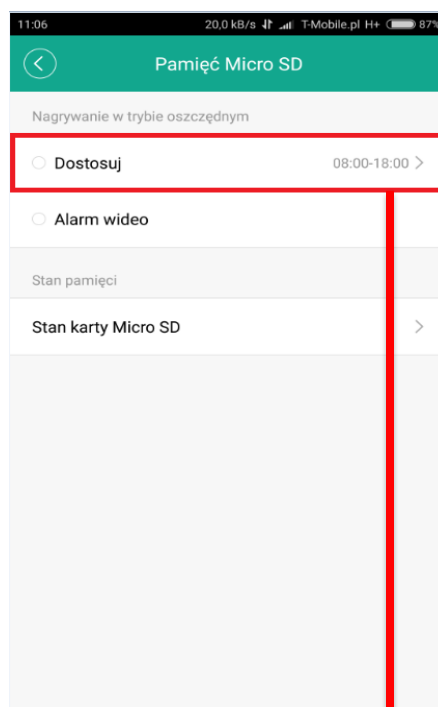 11:06 20,0 kB/s T-Mobile.pl H+ 87%
Pamięć Micro SD
Nagrywanie w trybie oszczędnym
Dostosuj 08:00-18:00
Alarm wideo
Stan pamięci
Stan karty Micro SD